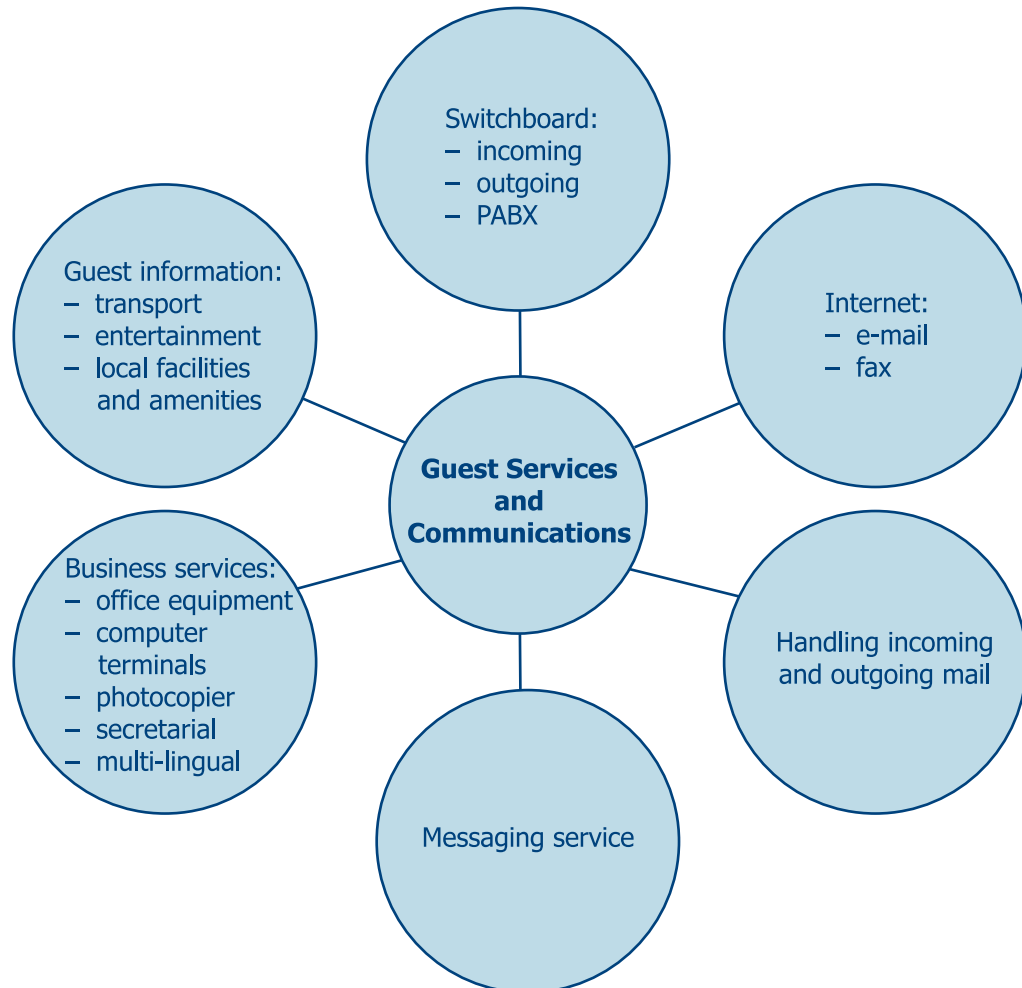 Switchboard:
– incoming
– outgoing
– PABX
Guest information:
– transport
– entertainment
– local facilities
and amenities
Internet:
– e-mail
– fax
Guest Services
and
Communications
Business services:
– office equipment
– computer
terminals
– photocopier
– secretarial
– multi-lingual
Handling incoming
and outgoing mail
Messaging service